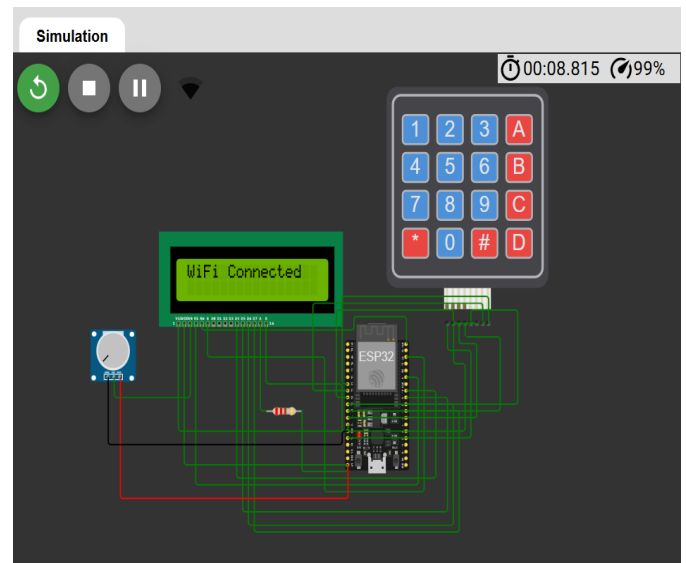 Simulation
00:08.815 99%
1 2 3 A
4 5 6 B
7 8 9 C
* 0 # D
WiFi Connected
ESP32